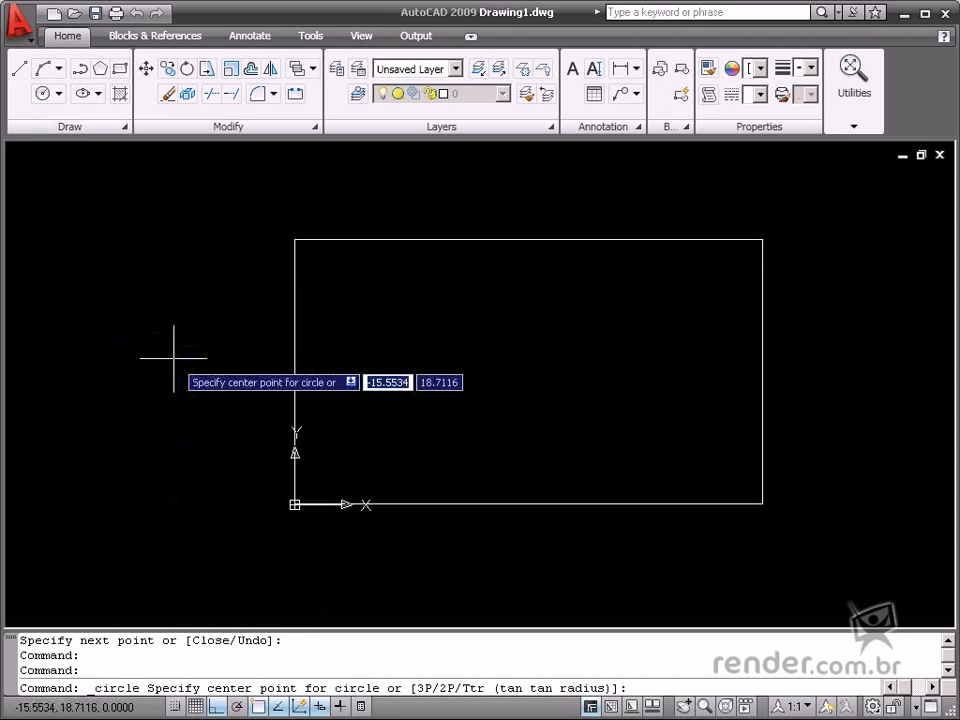 AutoCAD 2009 Drawing1.dwg
Type a keyword or phrase
Home Blocks & References Annotate Tools View Output
Unsaved Layer
0
A A
Utilities
Draw Modify Layers Annotation B... Properties
Specify center point for circle or -15.5534 18.7116
Y
X
Specify next point or [Close/Undo]:
Command:
Command:
Command: _circle Specify center point for circle or [3P/2P/Ttr (tan tan radius)]:
render.com.br
-15.5534, 18.7116, 0.0000 1:1